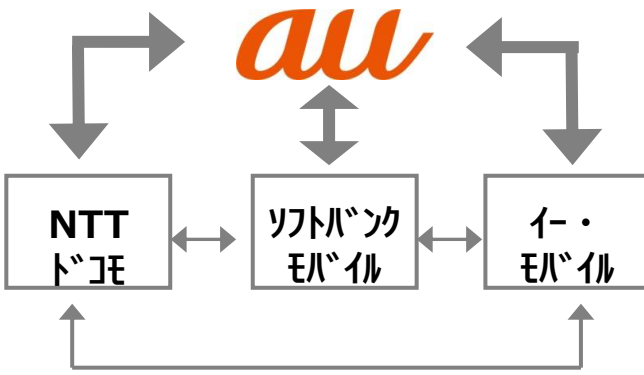 au
NTT
ﾄﾞｺﾓ
ｿﾌﾄﾊﾞﾝｸ
ﾓﾊﾞｲﾙ
ｲｰ・
ﾓﾊﾞｲﾙ